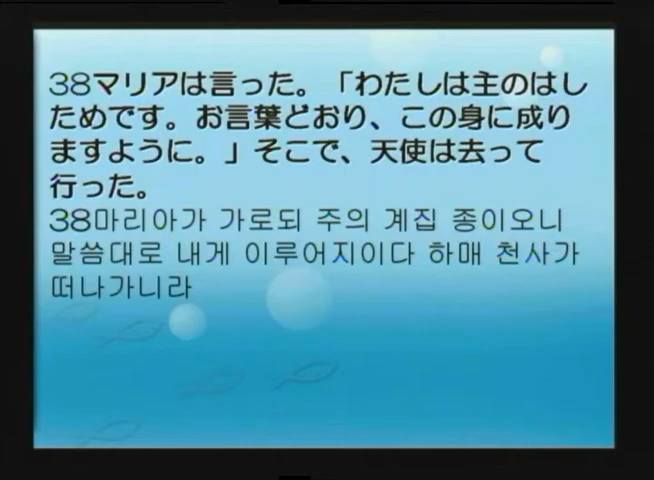 38マリアは言った。「わたしは主のはし
ためです。お言葉どおり、この身に成り
ますように。」そこで、天使は去って
行った。
38마리아가 가로되 주의 계집 종이오니
말씀대로 내게 이루어지이다 하매 천사가
떠나가니라